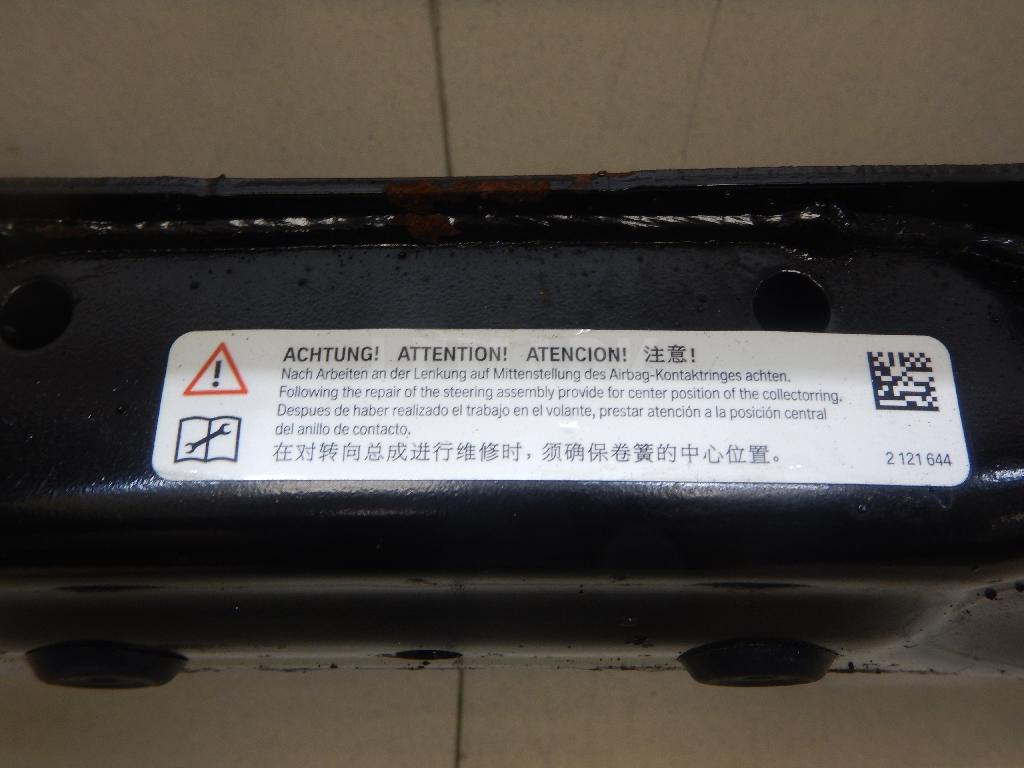 ACHTUNG! ATTENTION! ATENCION! 注意!
Nach Arbeiten an der Lenkung auf Mittenstellung des Airbag-Kontaktringes achten.
Following the repair of the steering assembly provide for center position of the collectorring.
Despues de haber realizado el trabajo en el volante, prestar atención a la posición central
del anillo de contacto.
在对转向总成进行维修时，须确保卷簧的中心位置。
2 121 644